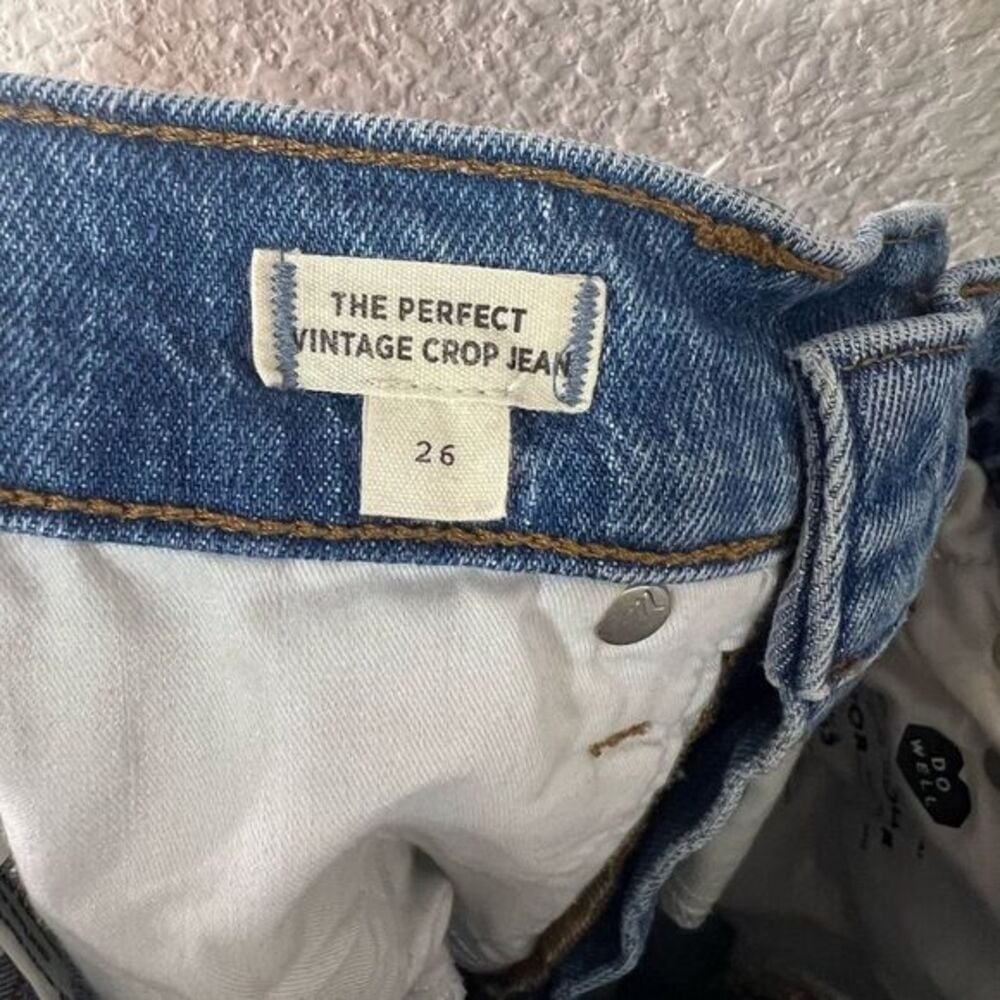 THE PERFECT
VINTAGE CROP JEAN
26
DO
WELL